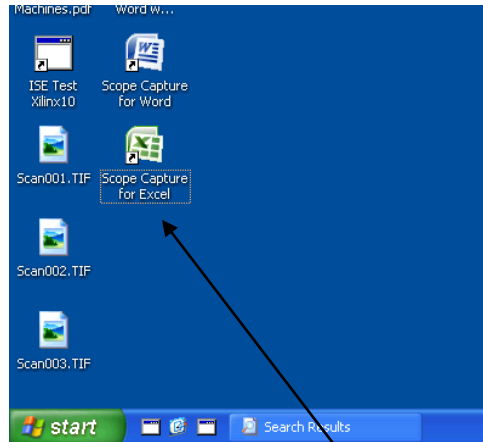 Machines.pdf
Word w...
ISE Test
Xilinx10
Scope Capture
for Word
Scan001.TIF
Scope Capture
for Excel
Scan002.TIF
Scan003.TIF
start
Search Results